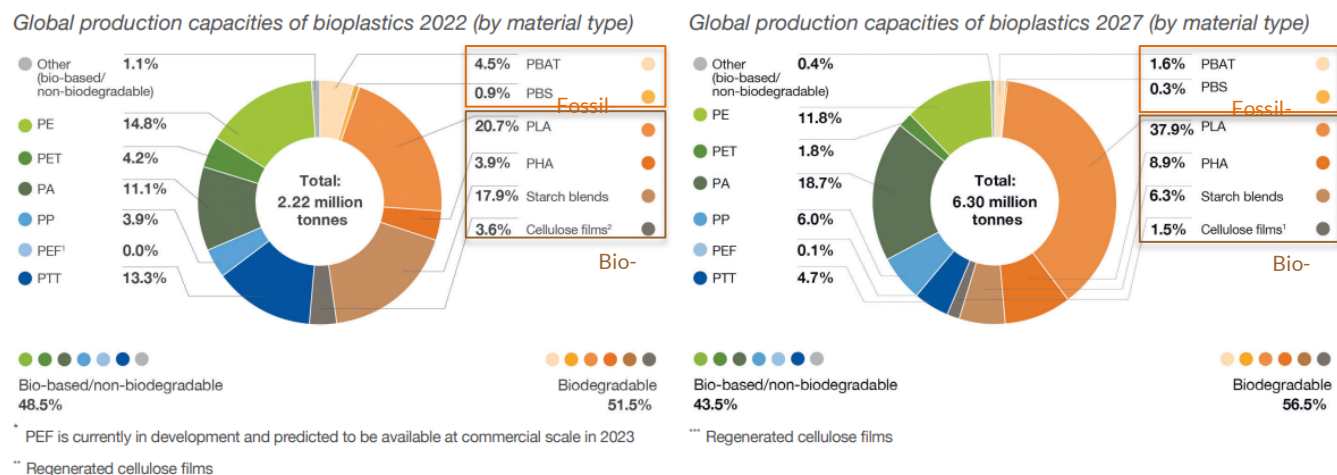 Global production capacities of bioplastics 2022 (by material type)
Other
(bio-based/
non-biodegradable)
1.1%
PE
14.8%
PET
4.2%
PA
11.1%
PP
3.9%
PEF¹
0.0%
PTT
13.3%
Total:
2.22 million
tonnes
4.5% PBAT
0.9% PBS
Fossil
20.7% PLA
3.9% PHA
17.9% Starch blends
3.6% Cellulose films²
Bio-
Bio-based/non-biodegradable
48.5%
Biodegradable
51.5%
* PEF is currently in development and predicted to be available at commercial scale in 2023
** Regenerated cellulose films
Global production capacities of bioplastics 2027 (by material type)
Other
(bio-based/
non-biodegradable)
0.4%
PE
11.8%
PET
1.8%
PA
18.7%
PP
6.0%
PEF
0.1%
PTT
4.7%
Total:
6.30 million
tonnes
1.6% PBAT
0.3% PBS
Fossil-
37.9% PLA
8.9% PHA
6.3% Starch blends
1.5% Cellulose films¹
Bio-
Bio-based/non-biodegradable
43.5%
Biodegradable
56.5%
*** Regenerated cellulose films